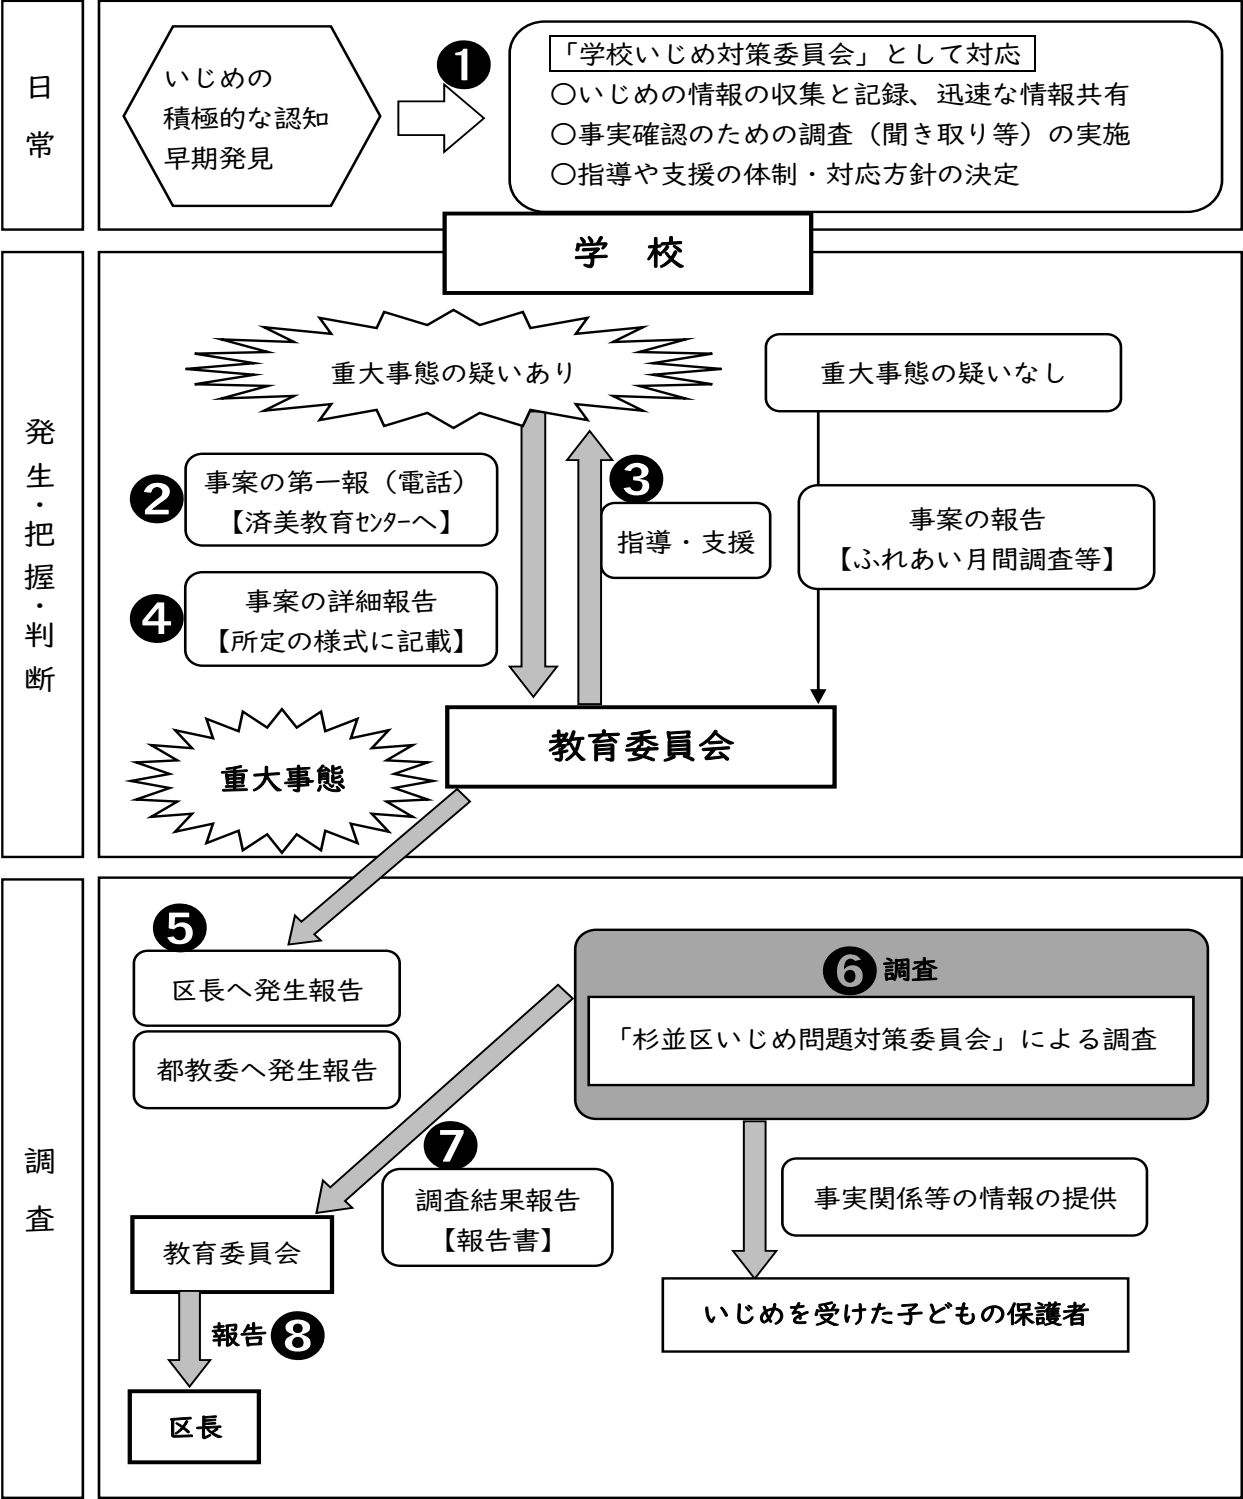 日常
いじめの
積極的な認知
早期発見
❶
「学校いじめ対策委員会」として対応
○いじめの情報の収集と記録、迅速な情報共有
○事実確認のための調査（聞き取り等）の実施
○指導や支援の体制・対応方針の決定
学　校
発生・把握・判断
重大事態の疑いあり
重大事態の疑いなし
❷
事案の第一報（電話）
【済美教育ｾﾝﾀｰへ】
❸
指導・支援
事案の報告
【ふれあい月間調査等】
❹
事案の詳細報告
【所定の様式に記載】
教育委員会
重大事態
調査
❺
区長へ発生報告
都教委へ発生報告
❻調査
「杉並区いじめ問題対策委員会」による調査
❼
調査結果報告
【報告書】
事実関係等の情報の提供
教育委員会
いじめを受けた子どもの保護者
報告❽
区長